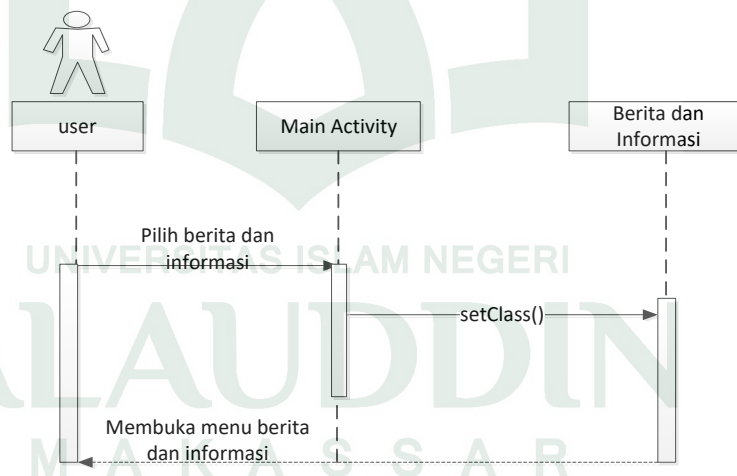 user
Main Activity
Berita dan
Informasi
Pilih berita dan
informasi
UNIVERSITAS ISLAM NEGERI
setClass()
ALAUDDIN
Membuka menu berita
dan informasi
MAKASSAR